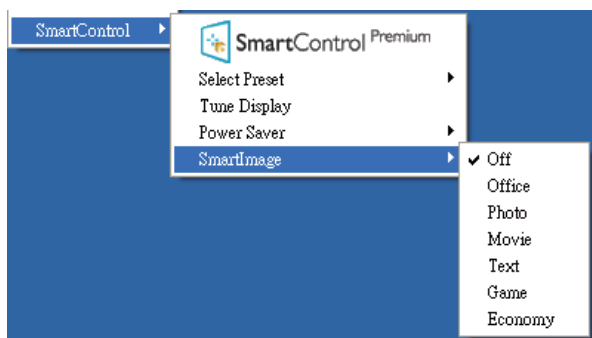 SmartControl
SmartControl Premium
Select Preset
Tune Display
Power Saver
SmartImage
Off
Office
Photo
Movie
Text
Game
Economy